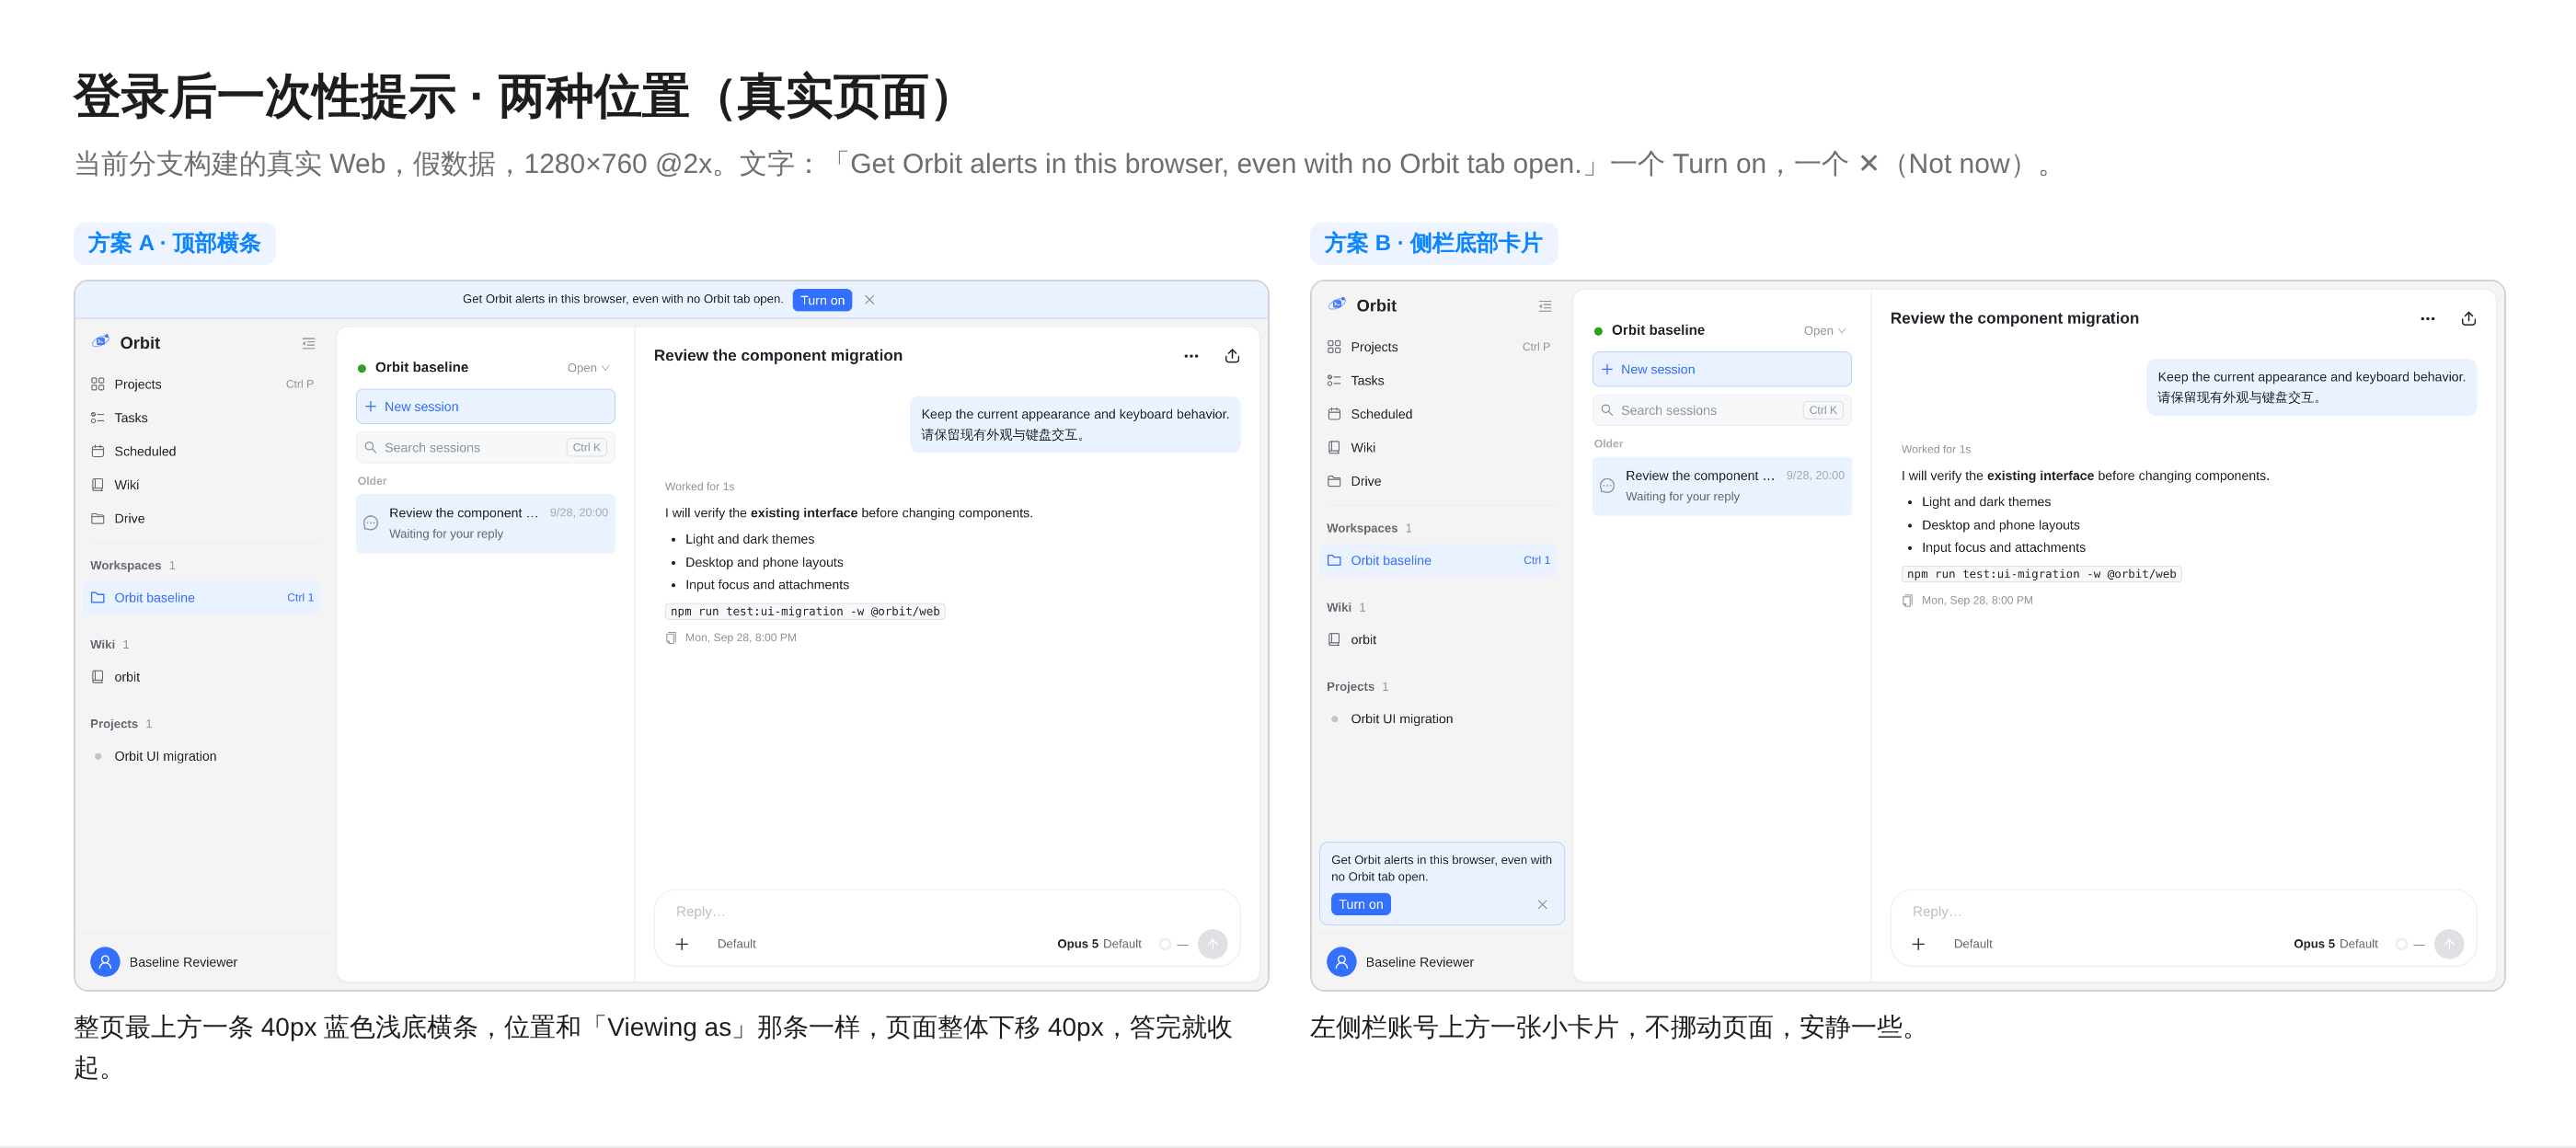 登录后一次性提示 · 两种位置（真实页面）
当前分支构建的真实 Web，假数据，1280×760 @2x。文字：「Get Orbit alerts in this browser, even with no Orbit tab open.」一个 Turn on，一个 ✕（Not now）。
方案 A · 顶部横条
Get Orbit alerts in this browser, even with no Orbit tab open. Turn on
Orbit
Projects Ctrl P
Tasks
Scheduled
Wiki
Drive
Workspaces 1
Orbit baseline Ctrl 1
Wiki 1
orbit
Projects 1
Orbit UI migration
Baseline Reviewer
Orbit baseline Open
New session
Search sessions Ctrl K
Older
Review the component … 9/28, 20:00
Waiting for your reply
Review the component migration
Keep the current appearance and keyboard behavior.
请保留现有外观与键盘交互。
Worked for 1s
I will verify the existing interface before changing components.
• Light and dark themes
• Desktop and phone layouts
• Input focus and attachments
npm run test:ui-migration -w @orbit/web
Mon, Sep 28, 8:00 PM
Reply…
Default Opus 5 Default —
整页最上方一条 40px 蓝色浅底横条，位置和「Viewing as」那条一样，页面整体下移 40px，答完就收
起。
方案 B · 侧栏底部卡片
Orbit
Projects Ctrl P
Tasks
Scheduled
Wiki
Drive
Workspaces 1
Orbit baseline Ctrl 1
Wiki 1
orbit
Projects 1
Orbit UI migration
Get Orbit alerts in this browser, even with
no Orbit tab open.
Turn on
Baseline Reviewer
Orbit baseline Open
New session
Search sessions Ctrl K
Older
Review the component … 9/28, 20:00
Waiting for your reply
Review the component migration
Keep the current appearance and keyboard behavior.
请保留现有外观与键盘交互。
Worked for 1s
I will verify the existing interface before changing components.
• Light and dark themes
• Desktop and phone layouts
• Input focus and attachments
npm run test:ui-migration -w @orbit/web
Mon, Sep 28, 8:00 PM
Reply…
Default Opus 5 Default —
左侧栏账号上方一张小卡片，不挪动页面，安静一些。